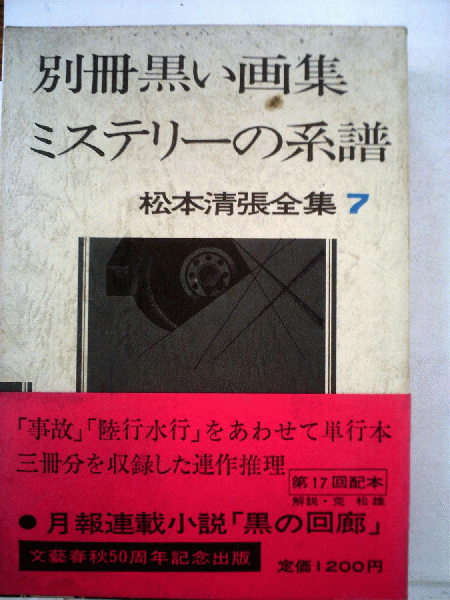 別冊黒い画集
ミステリーの系譜
松本清張全集 7
「事故」「陸行水行」をあわせて単行本
三冊分を収録した連作推理
第17回配本
解説・荒 松雄
●月報連載小説「黒の回廊」
文藝春秋50周年記念出版
定価1200円